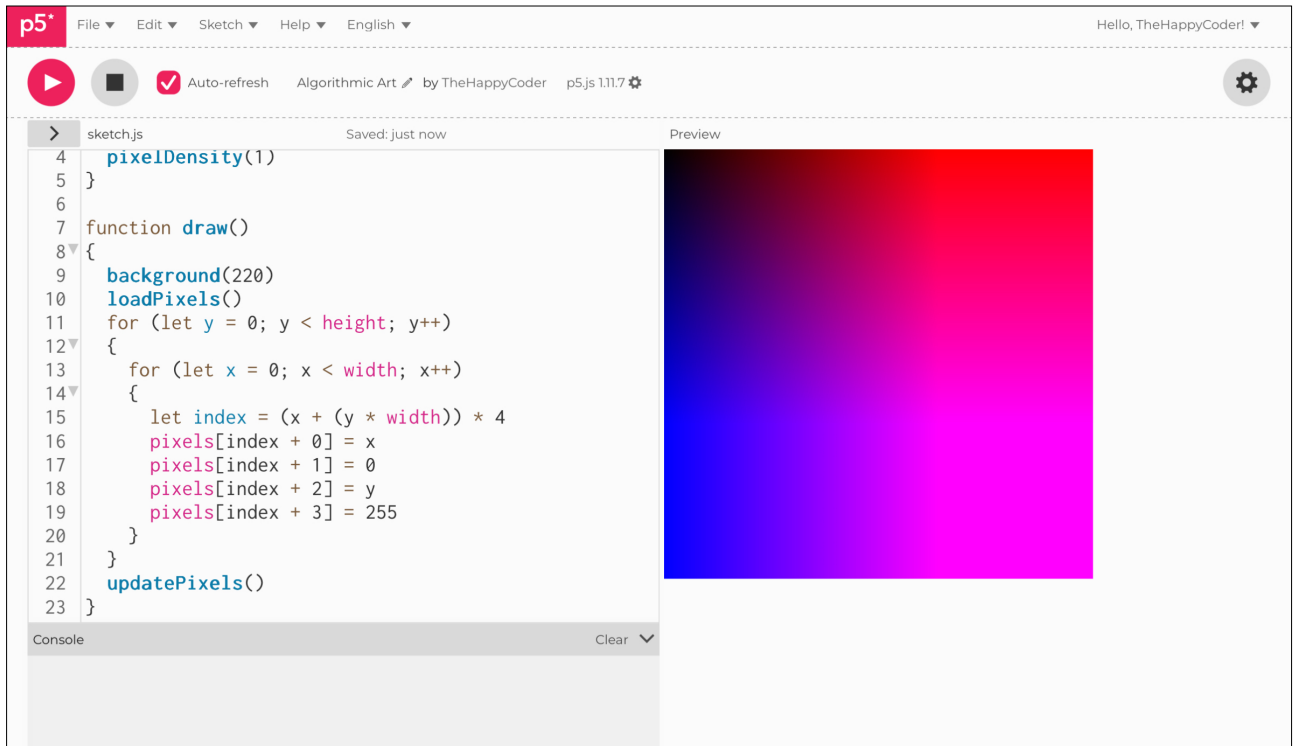 p5* File Edit Sketch Help English Hello, TheHappyCoder!
Auto-refresh Algorithmic Art by TheHappyCoder p5.js 1.11.7
> sketch.js Saved: just now Preview
4 pixelDensity(1)
5 }
6
7 function draw()
8 {
9 background(220)
10 loadPixels()
11 for (let y = 0; y < height; y++)
12 {
13 for (let x = 0; x < width; x++)
14 {
15 let index = (x + (y * width)) * 4
16 pixels[index + 0] = x
17 pixels[index + 1] = 0
18 pixels[index + 2] = y
19 pixels[index + 3] = 255
20 }
21 }
22 updatePixels()
23 }
Console Clear